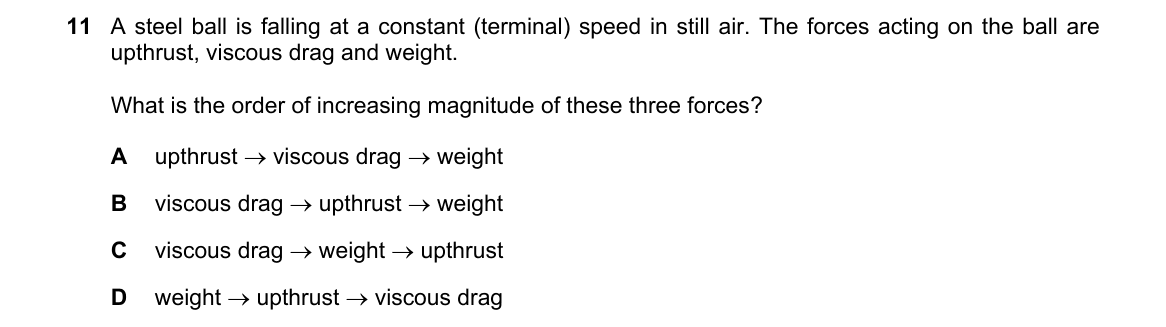 11 A steel ball is falling at a constant (terminal) speed in still air. The forces acting on the ball are
upthrust, viscous drag and weight.
What is the order of increasing magnitude of these three forces?
A upthrust → viscous drag → weight
B viscous drag → upthrust → weight
C viscous drag → weight → upthrust
D weight → upthrust → viscous drag